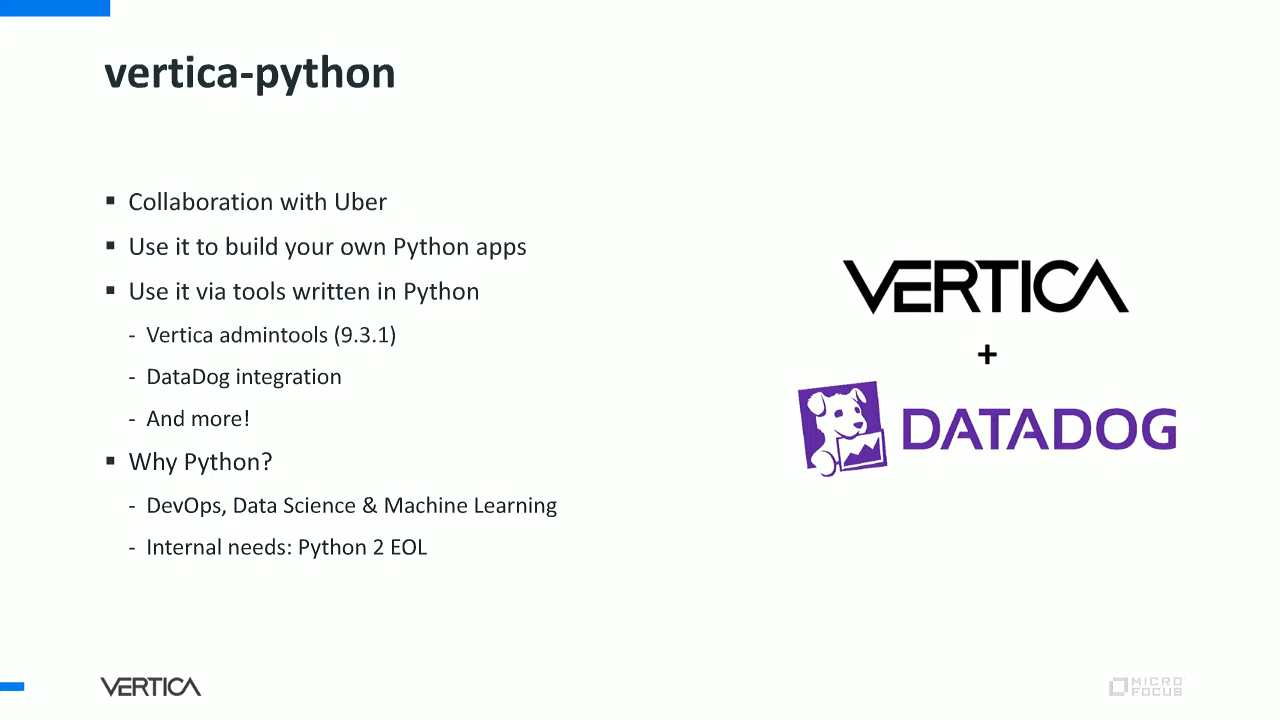 vertica-python
▪ Collaboration with Uber
▪ Use it to build your own Python apps
▪ Use it via tools written in Python
- Vertica admintools (9.3.1)
- DataDog integration
- And more!
▪ Why Python?
- DevOps, Data Science & Machine Learning
- Internal needs: Python 2 EOL
VERTICA
+
DATADOG
VERTICA
MICRO
FOCUS